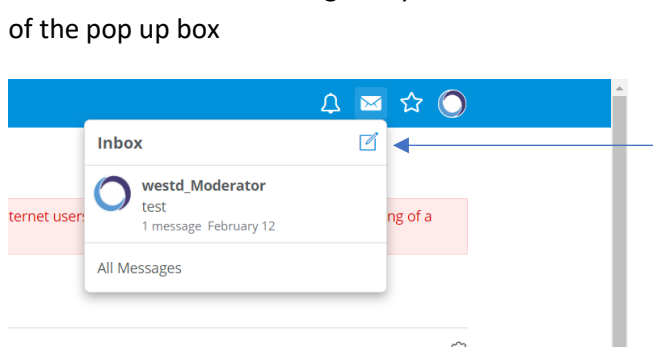 of the pop up box
Inbox
westd_Moderator
test
1 message February 12
ternet users
ng of a
All Messages